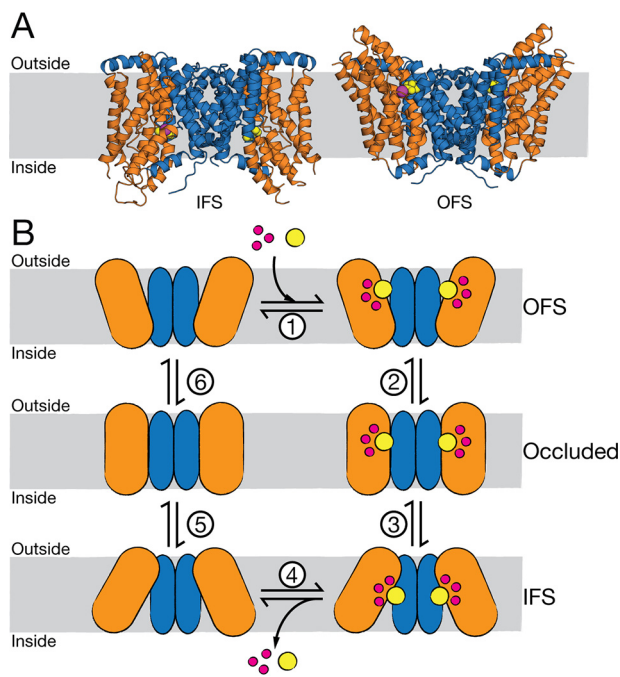 A
Outside
Inside
IFS
OFS
B
Outside
Inside
①
OFS
⑥
②
Outside
Inside
Occluded
⑤
③
Outside
Inside
④
IFS